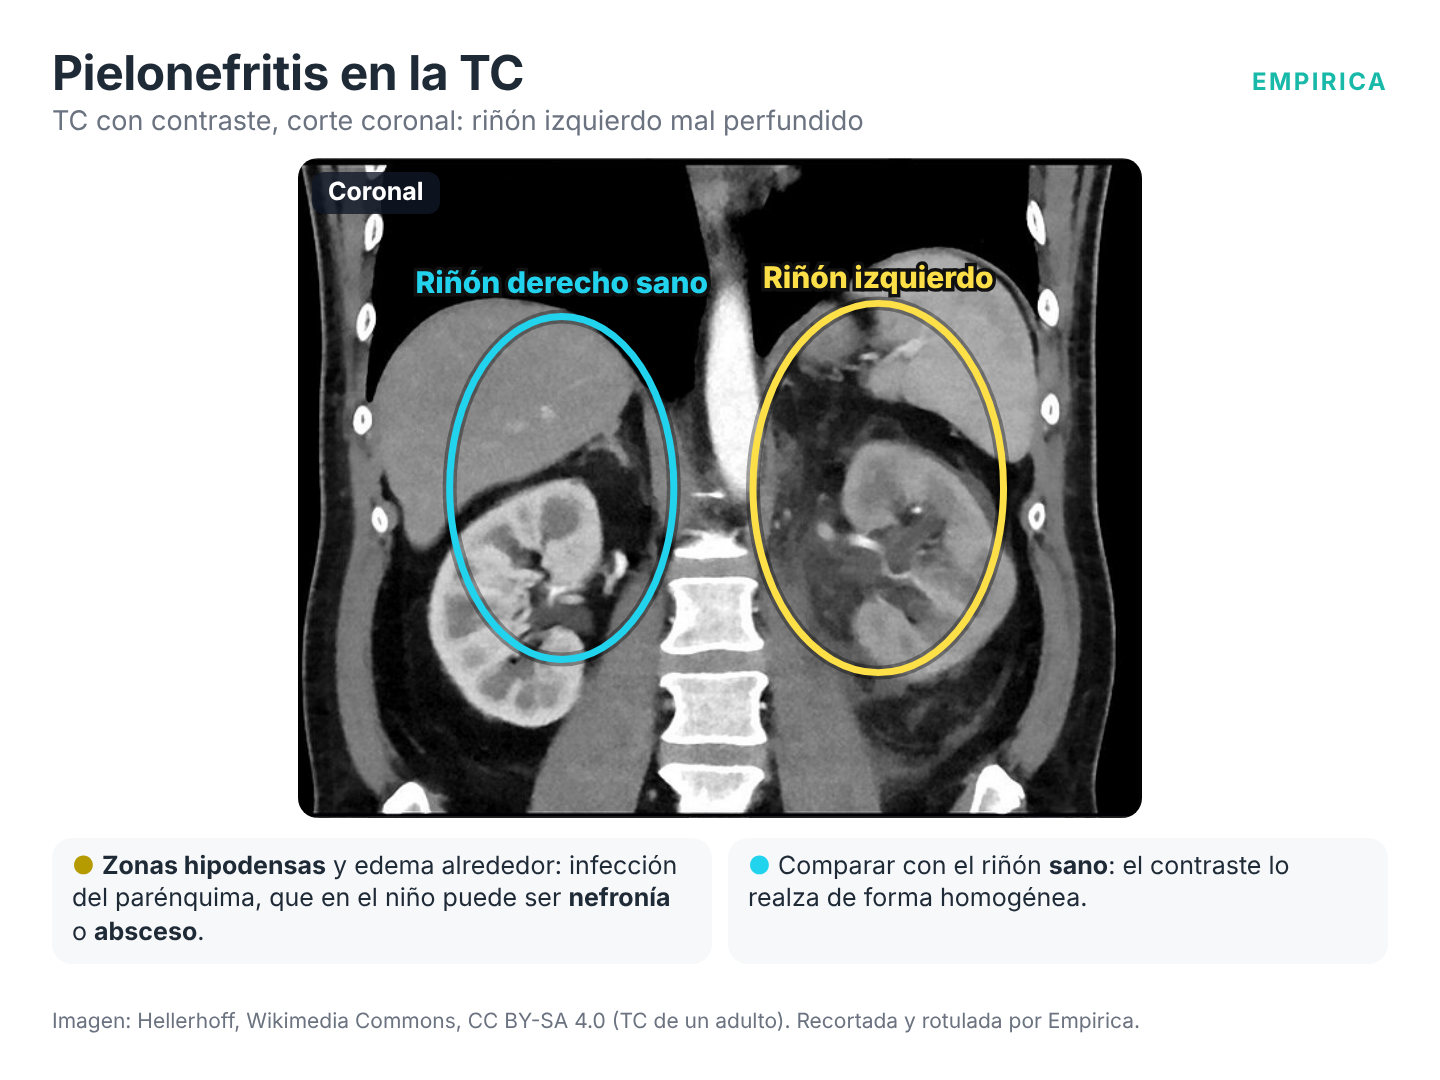 Pielonefritis en la TC
EMPIRICA
TC con contraste, corte coronal: riñón izquierdo mal perfundido
Coronal
Riñón derecho sano
Riñón izquierdo
Zonas hipodensas y edema alrededor: infección
del parénquima, que en el niño puede ser nefronía
o absceso.
Comparar con el riñón sano: el contraste lo
realza de forma homogénea.
Imagen: Hellerhoff, Wikimedia Commons, CC BY-SA 4.0 (TC de un adulto). Recortada y rotulada por Empirica.